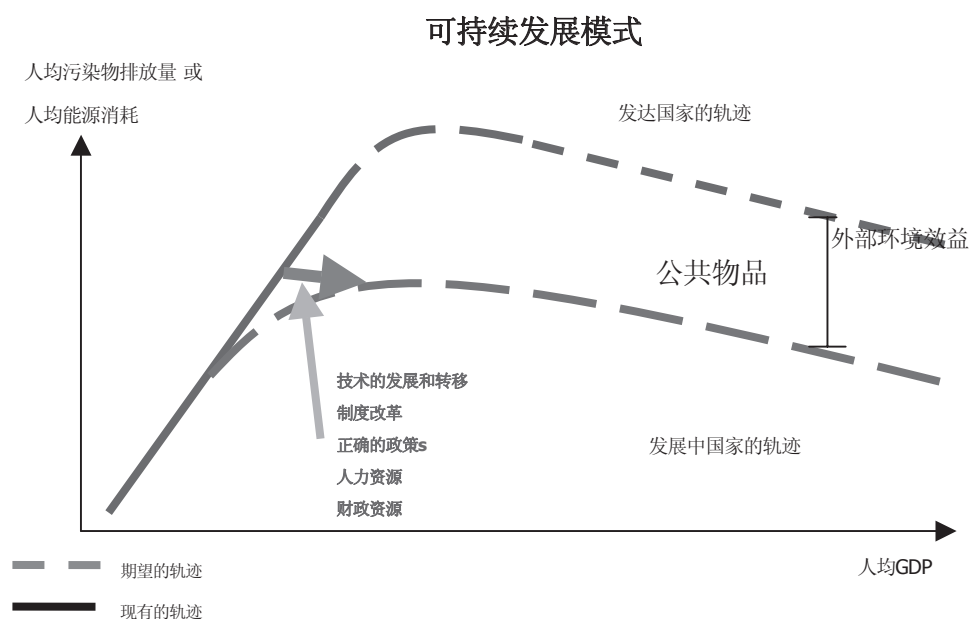 可持续发展模式
人均污染物排放量 或
人均能源消耗
发达国家的轨迹
外部环境效益
公共物品
技术的发展和转移
制度改革
正确的政策s
人力资源
财政资源
发展中国家的轨迹
人均GDP
期望的轨迹
现有的轨迹